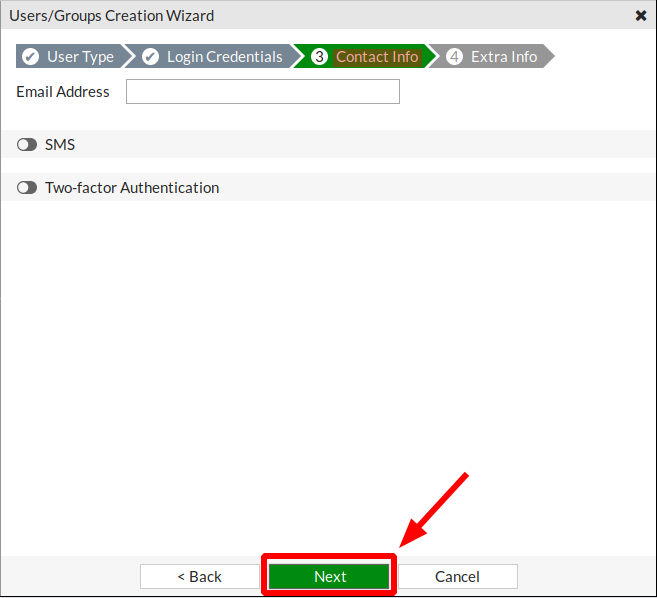 Users/Groups Creation Wizard
User Type Login Credentials 3 Contact Info 4 Extra Info
Email Address
SMS
Two-factor Authentication
< Back Next Cancel